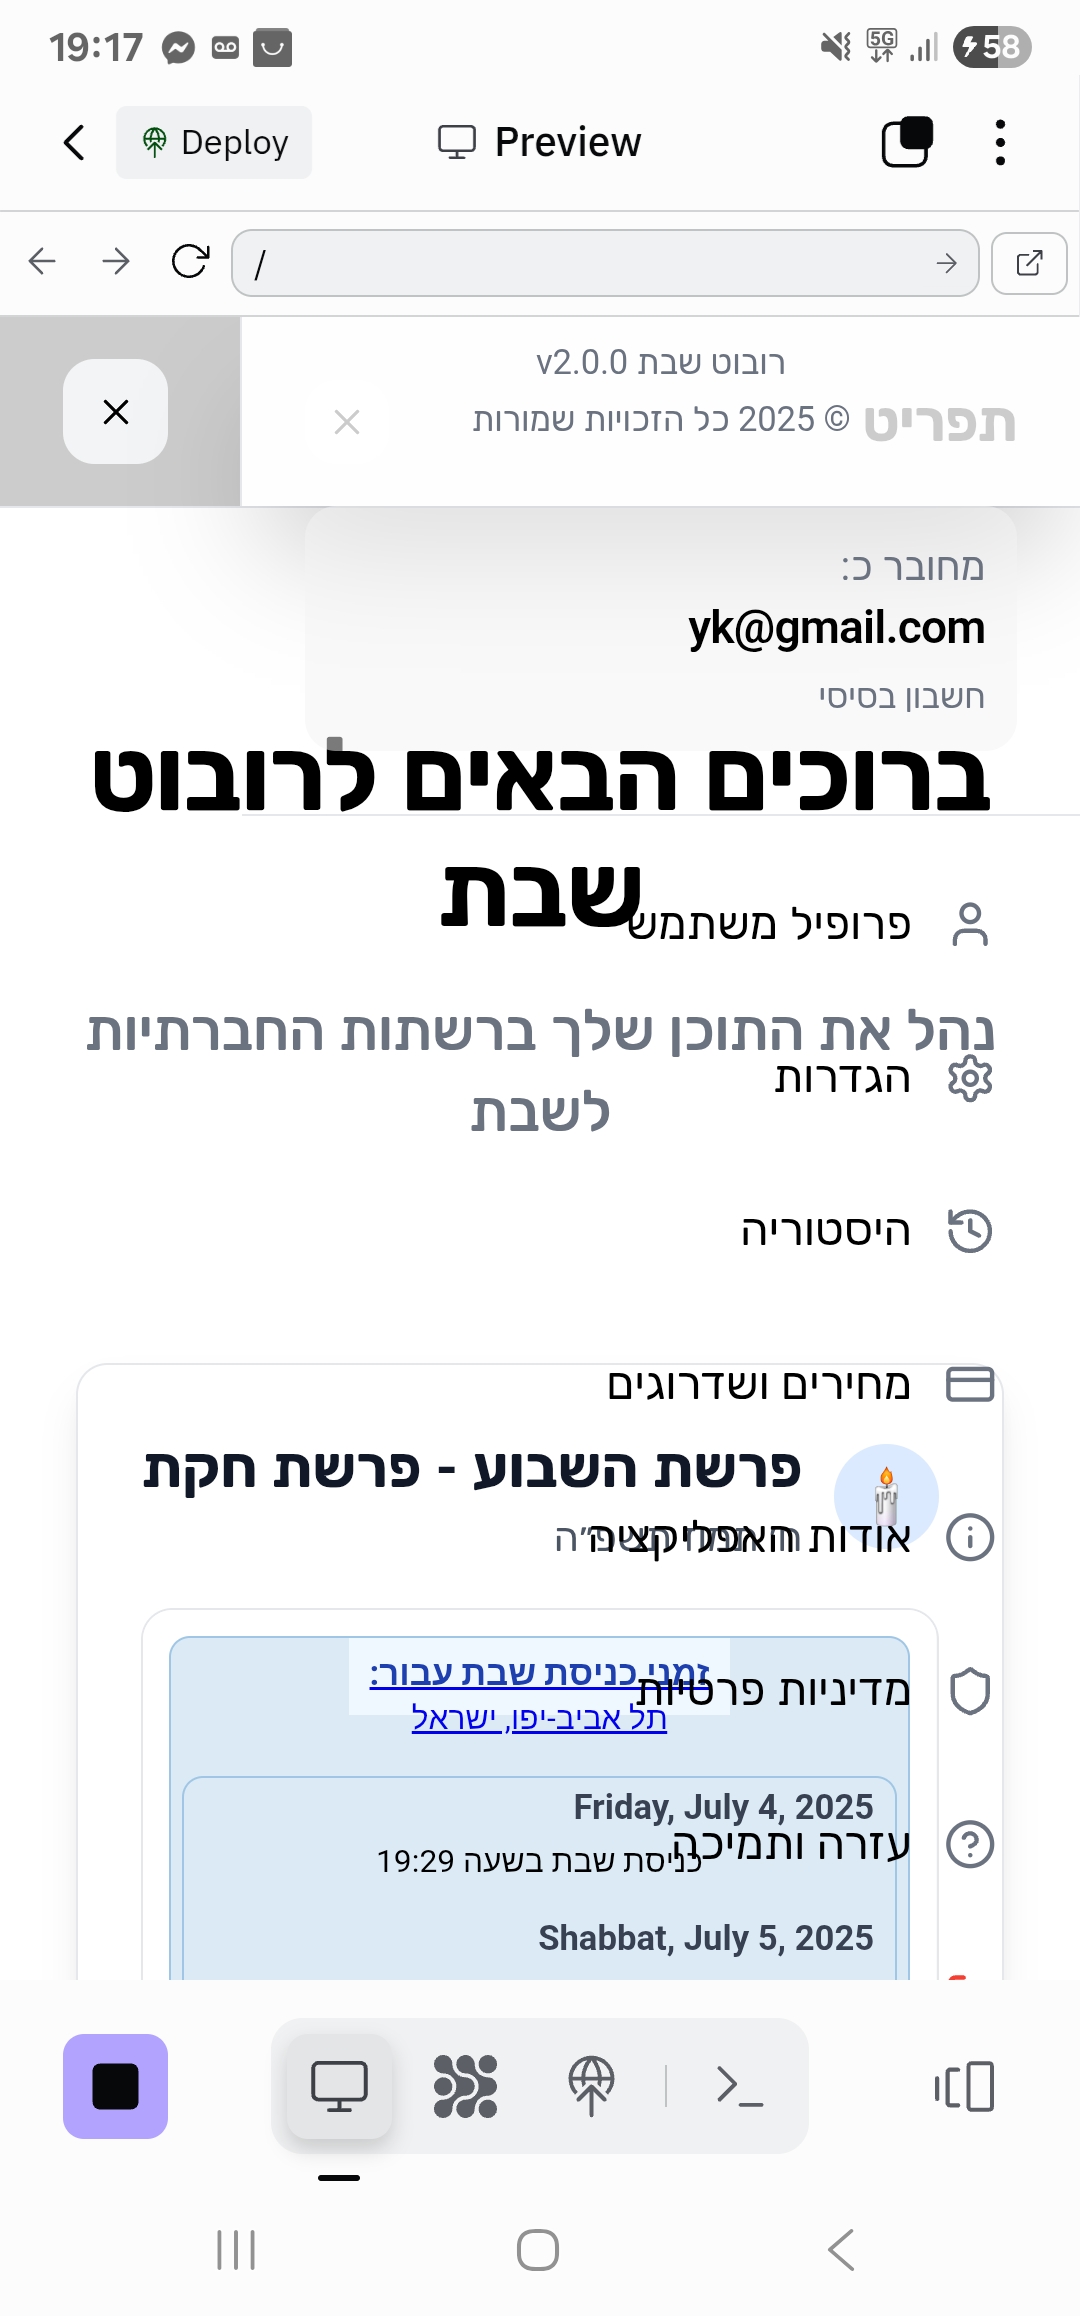 19:17
5G
58
Deploy
Preview
/
רובוט שבת v2.0.0
תפריט
© 2025 כל הזכויות שמורות
מחובר כ:
yk@gmail.com
חשבון בסיסי
ברוכים הבאים לרובוט
שבת
פרופיל משתמש
נהל את התוכן שלך ברשתות החברתיות
הגדרות
לשבת
היסטוריה
מחירים ושדרוגים
פרשת השבוע - פרשת חקת
אודות האפליקציה
זמני כניסת שבת עבור:
מדיניות פרטיות
תל אביב-יפו, ישראל
Friday, July 4, 2025
עזרה ותמיכה
כניסת שבת בשעה 19:29
Shabbat, July 5, 2025